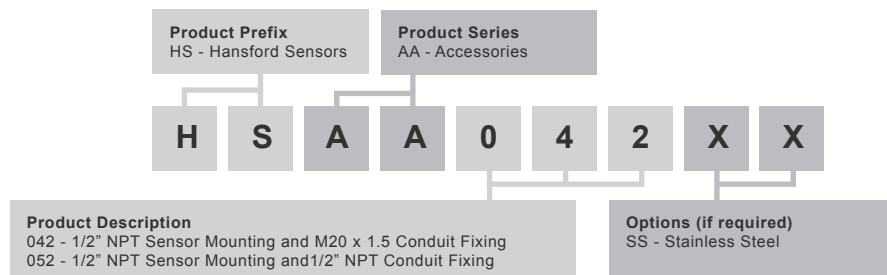 Product Prefix
HS - Hansford Sensors
Product Series
AA - Accessories
H S A A 0 4 2 X X
Product Description
042 - 1/2” NPT Sensor Mounting and M20 x 1.5 Conduit Fixing
052 - 1/2” NPT Sensor Mounting and1/2” NPT Conduit Fixing
Options (if required)
SS - Stainless Steel